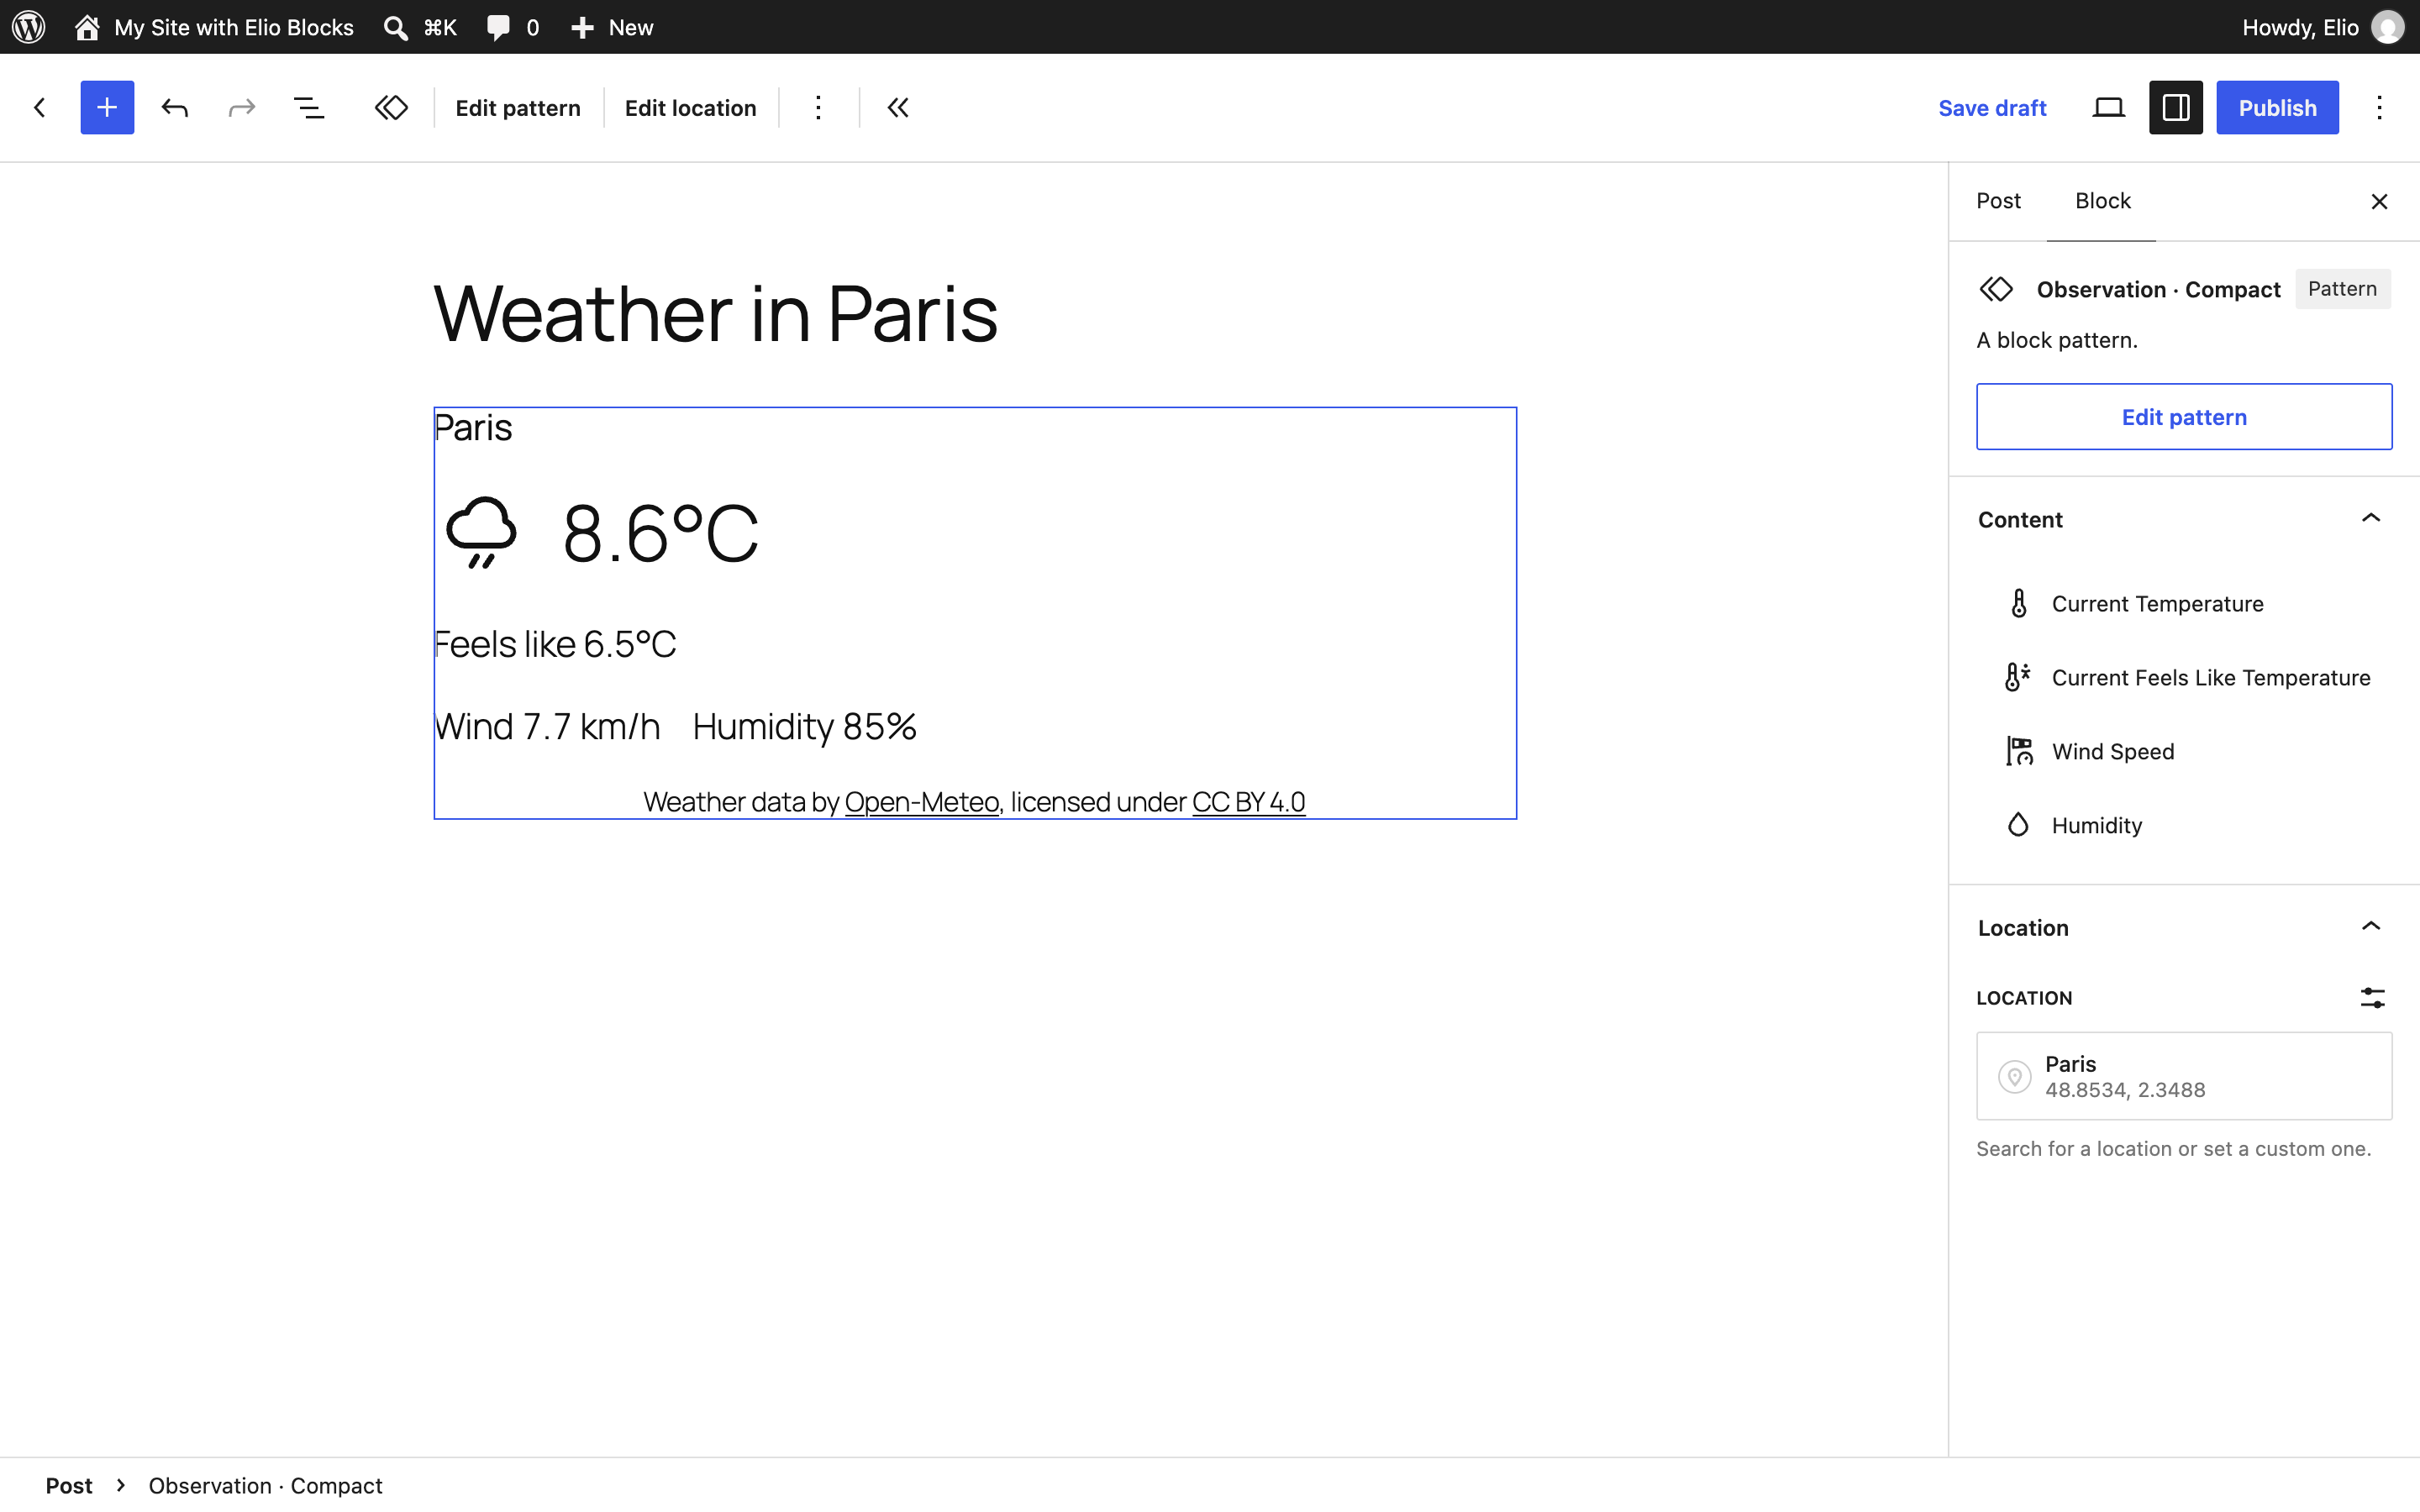 My Site with Elio Blocks ⌘K 0 New Howdy, Elio
Edit pattern Edit location Save draft Publish
Post Block
Weather in Paris
Observation · Compact Pattern
A block pattern.
Edit pattern
Paris
8.6°C
Feels like 6.5°C
Wind 7.7 km/h Humidity 85%
Weather data by Open-Meteo, licensed under CC BY 4.0
Content
Current Temperature
Current Feels Like Temperature
Wind Speed
Humidity
Location
LOCATION
Paris
48.8534, 2.3488
Search for a location or set a custom one.
Post Observation · Compact